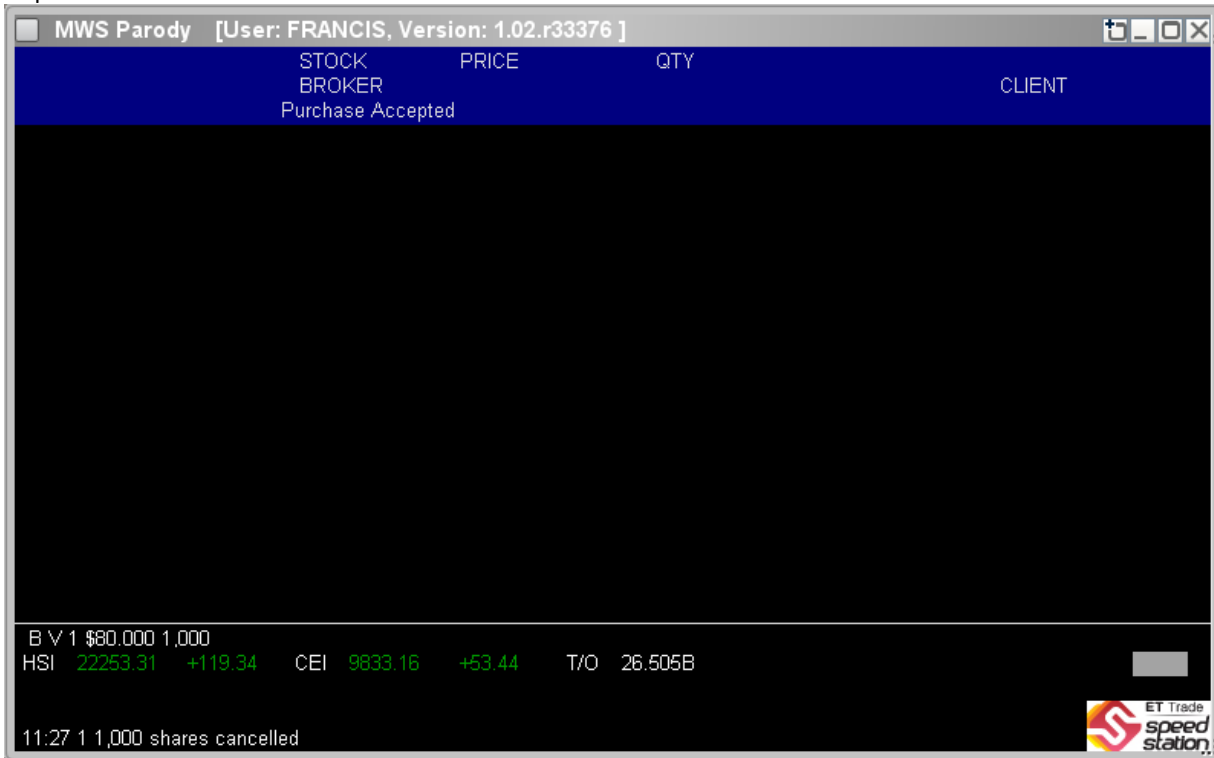 MWS Parody [User: FRANCIS, Version: 1.02.r33376 ]
STOCK PRICE QTY
BROKER CLIENT
Purchase Accepted
B V 1 $80.000 1,000
HSI 22253.31 +119.34 CEI 9833.16 +53.44 T/O 26.505B
11:27 1 1,000 shares cancelled
ET Trade
speed
station